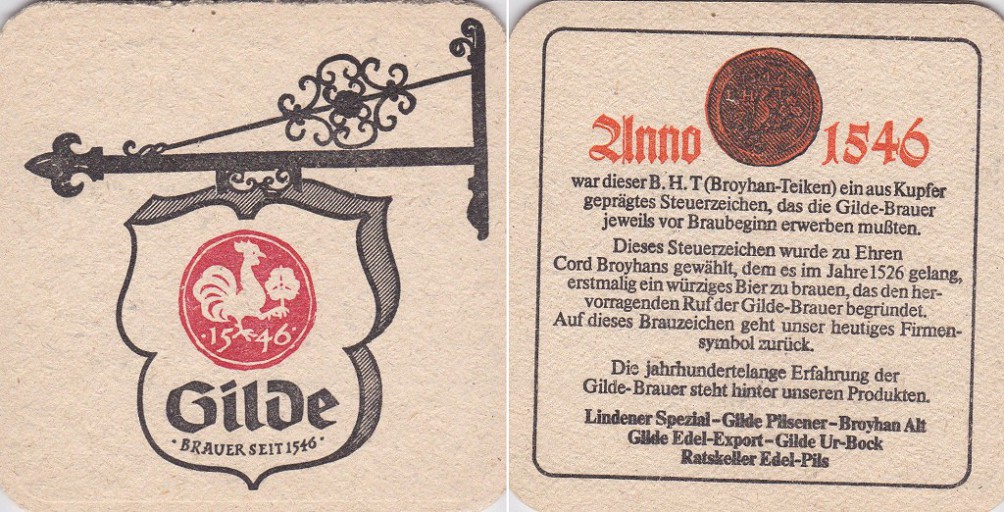 ·1546·
Gilde
·BRAUER SEIT 1546·
Anno 1546
war dieser B. H. T (Broyhan-Teiken) ein aus Kupfer
geprägtes Steuerzeichen, das die Gilde-Brauer
jeweils vor Braubeginn erwerben mußten.
Dieses Steuerzeichen wurde zu Ehren
Cord Broyhans gewählt, dem es im Jahre 1526 gelang,
erstmalig ein würziges Bier zu brauen, das den her-
vorragenden Ruf der Gilde-Brauer begründet.
Auf dieses Brauzeichen geht unser heutiges Firmen-
symbol zurück.
Die jahrhundertelange Erfahrung der
Gilde-Brauer steht hinter unseren Produkten.
Lindener Spezial-Gilde Pilsener-Broyhan Alt
Gilde Edel-Export-Gilde Ur-Bock
Ratskeller Edel-Pils